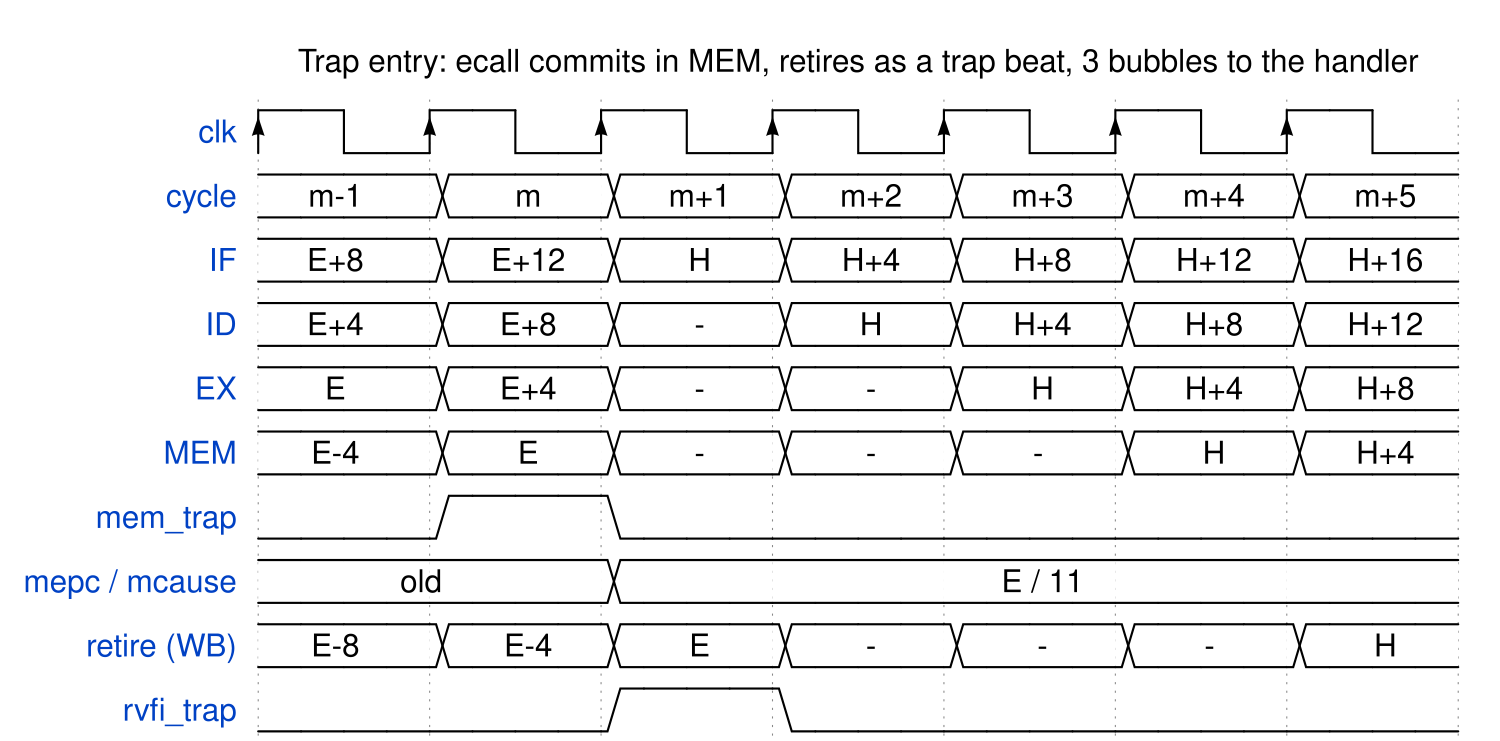 Trap entry: ecall commits in MEM, retires as a trap beat, 3 bubbles to the handler
clk
cycle m-1 m m+1 m+2 m+3 m+4 m+5
IF E+8 E+12 H H+4 H+8 H+12 H+16
ID E+4 E+8 - H H+4 H+8 H+12
EX E E+4 - - H H+4 H+8
MEM E-4 E - - - H H+4
mem_trap
mepc / mcause old E / 11
retire (WB) E-8 E-4 E - - - H
rvfi_trap